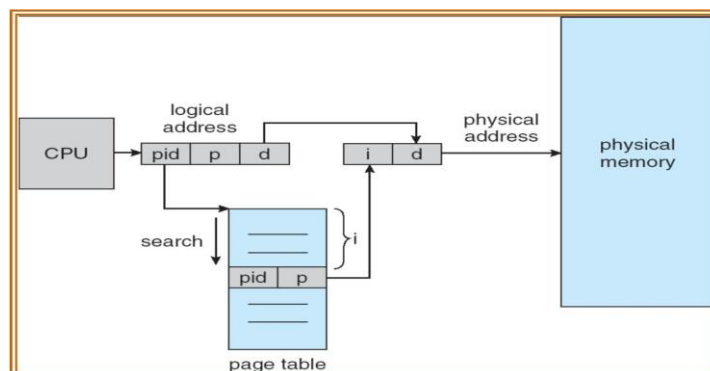 logical
address
physical
address
CPU
pid p d
i d
physical
memory
search
i
pid p
page table